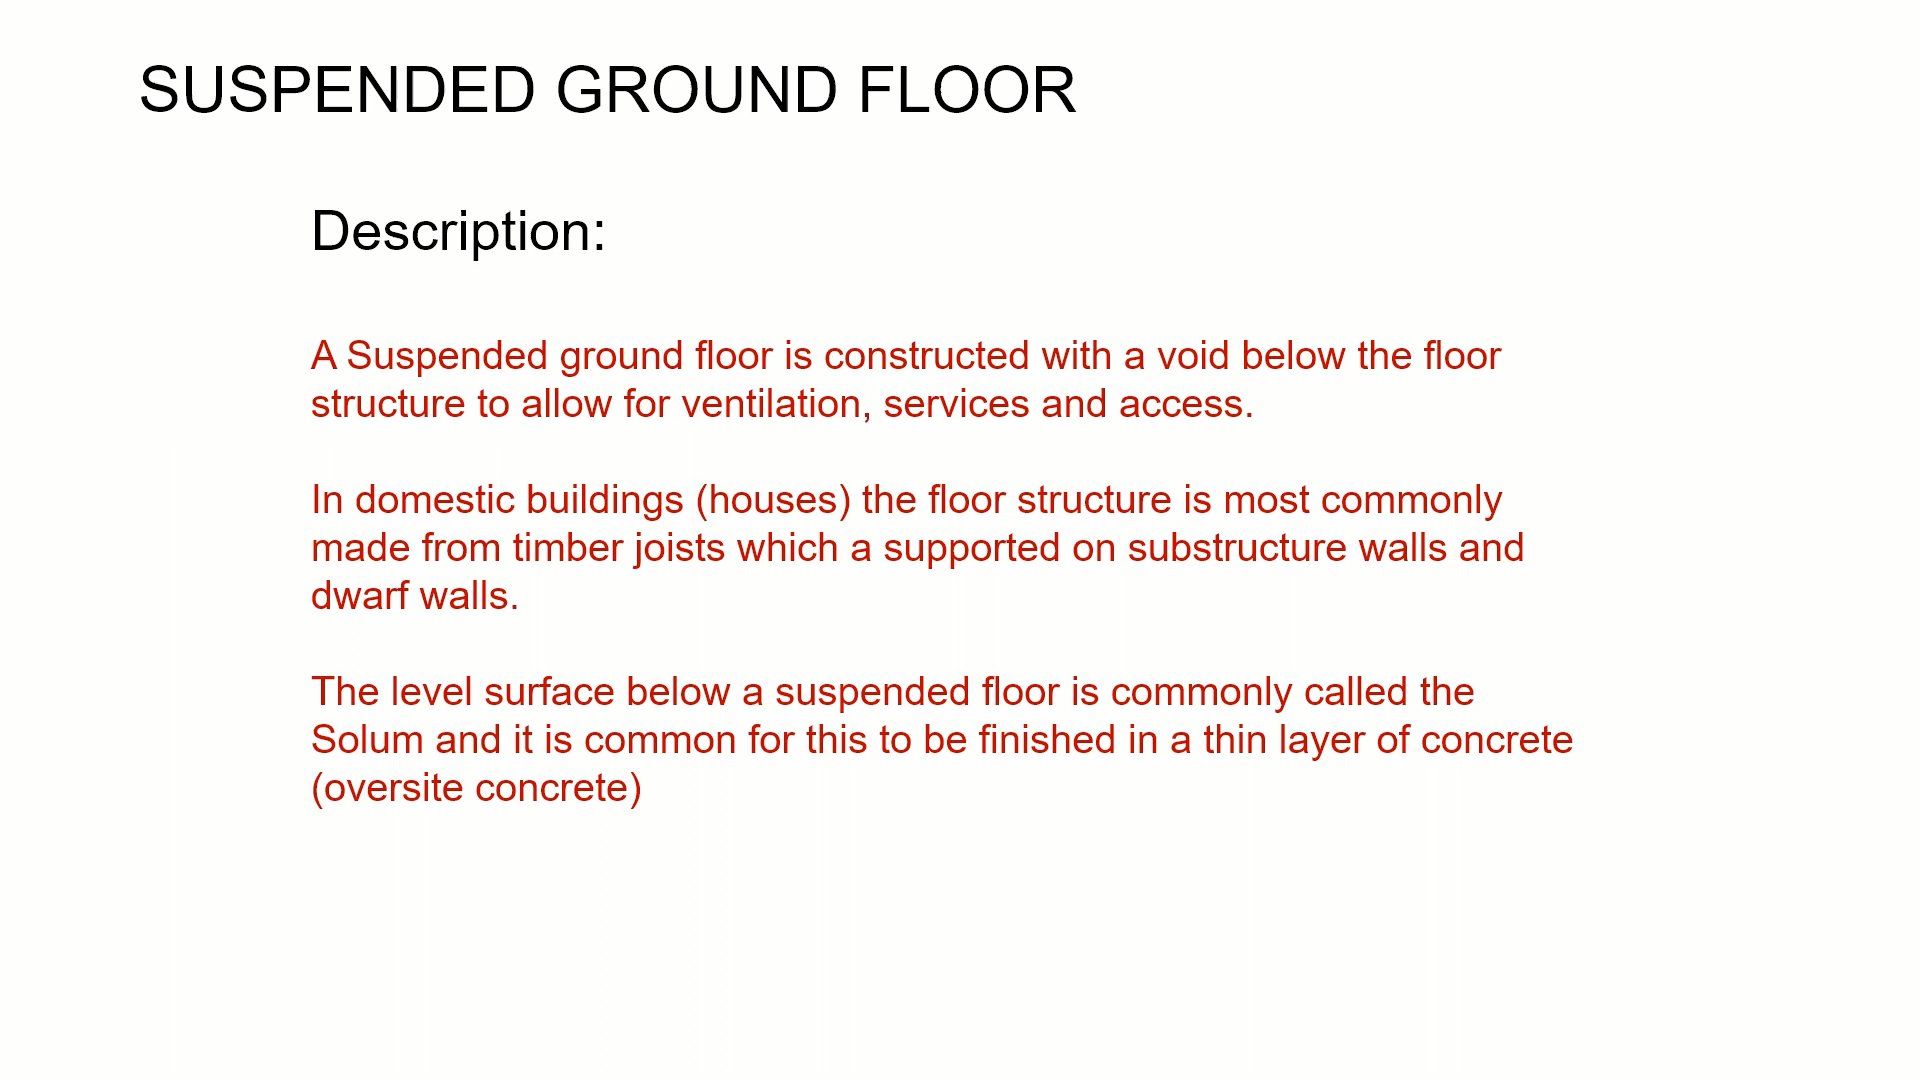 SUSPENDED GROUND FLOOR
Description:
A Suspended ground floor is constructed with a void below the floor
structure to allow for ventilation, services and access.
In domestic buildings (houses) the floor structure is most commonly
made from timber joists which a supported on substructure walls and
dwarf walls.
The level surface below a suspended floor is commonly called the
Solum and it is common for this to be finished in a thin layer of concrete
(oversite concrete)